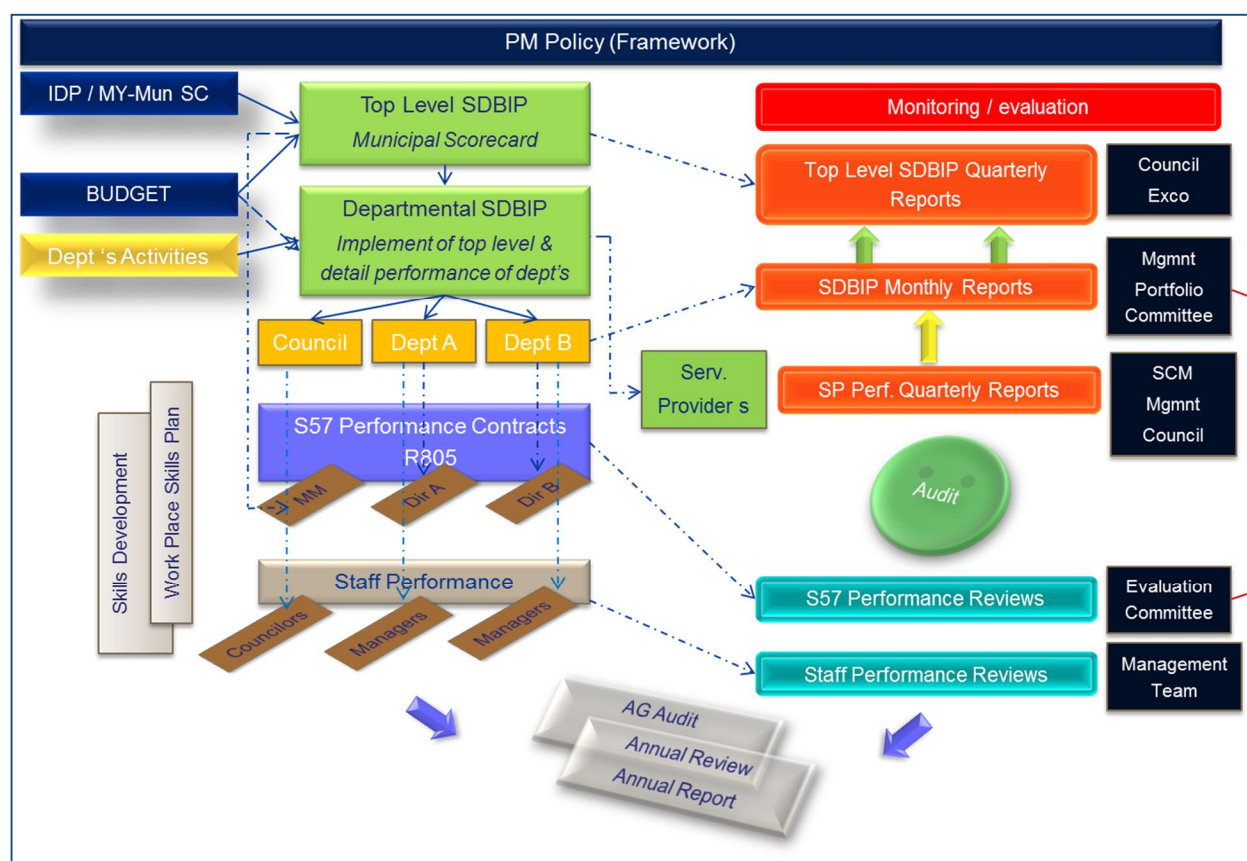 PM Policy (Framework)
IDP / MY-Mun SC
BUDGET
Dept ‘s Activities
Top Level SDBIP
Municipal Scorecard
Departmental SDBIP
Implement of top level &
detail performance of dept’s
Council
Dept A
Dept B
Serv.
Provider s
S57 Performance Contracts
R805
MM
Dir A
Dir B
Staff Performance
Councilors
Managers
Managers
Skills Development
Work Place Skills Plan
Monitoring / evaluation
Top Level SDBIP Quarterly
Reports
Council
Exco
SDBIP Monthly Reports
Mgmnt
Portfolio
Committee
SP Perf. Quarterly Reports
SCM
Mgmnt
Council
Audit
S57 Performance Reviews
Evaluation
Committee
Staff Performance Reviews
Management
Team
AG Audit
Annual Review
Annual Report